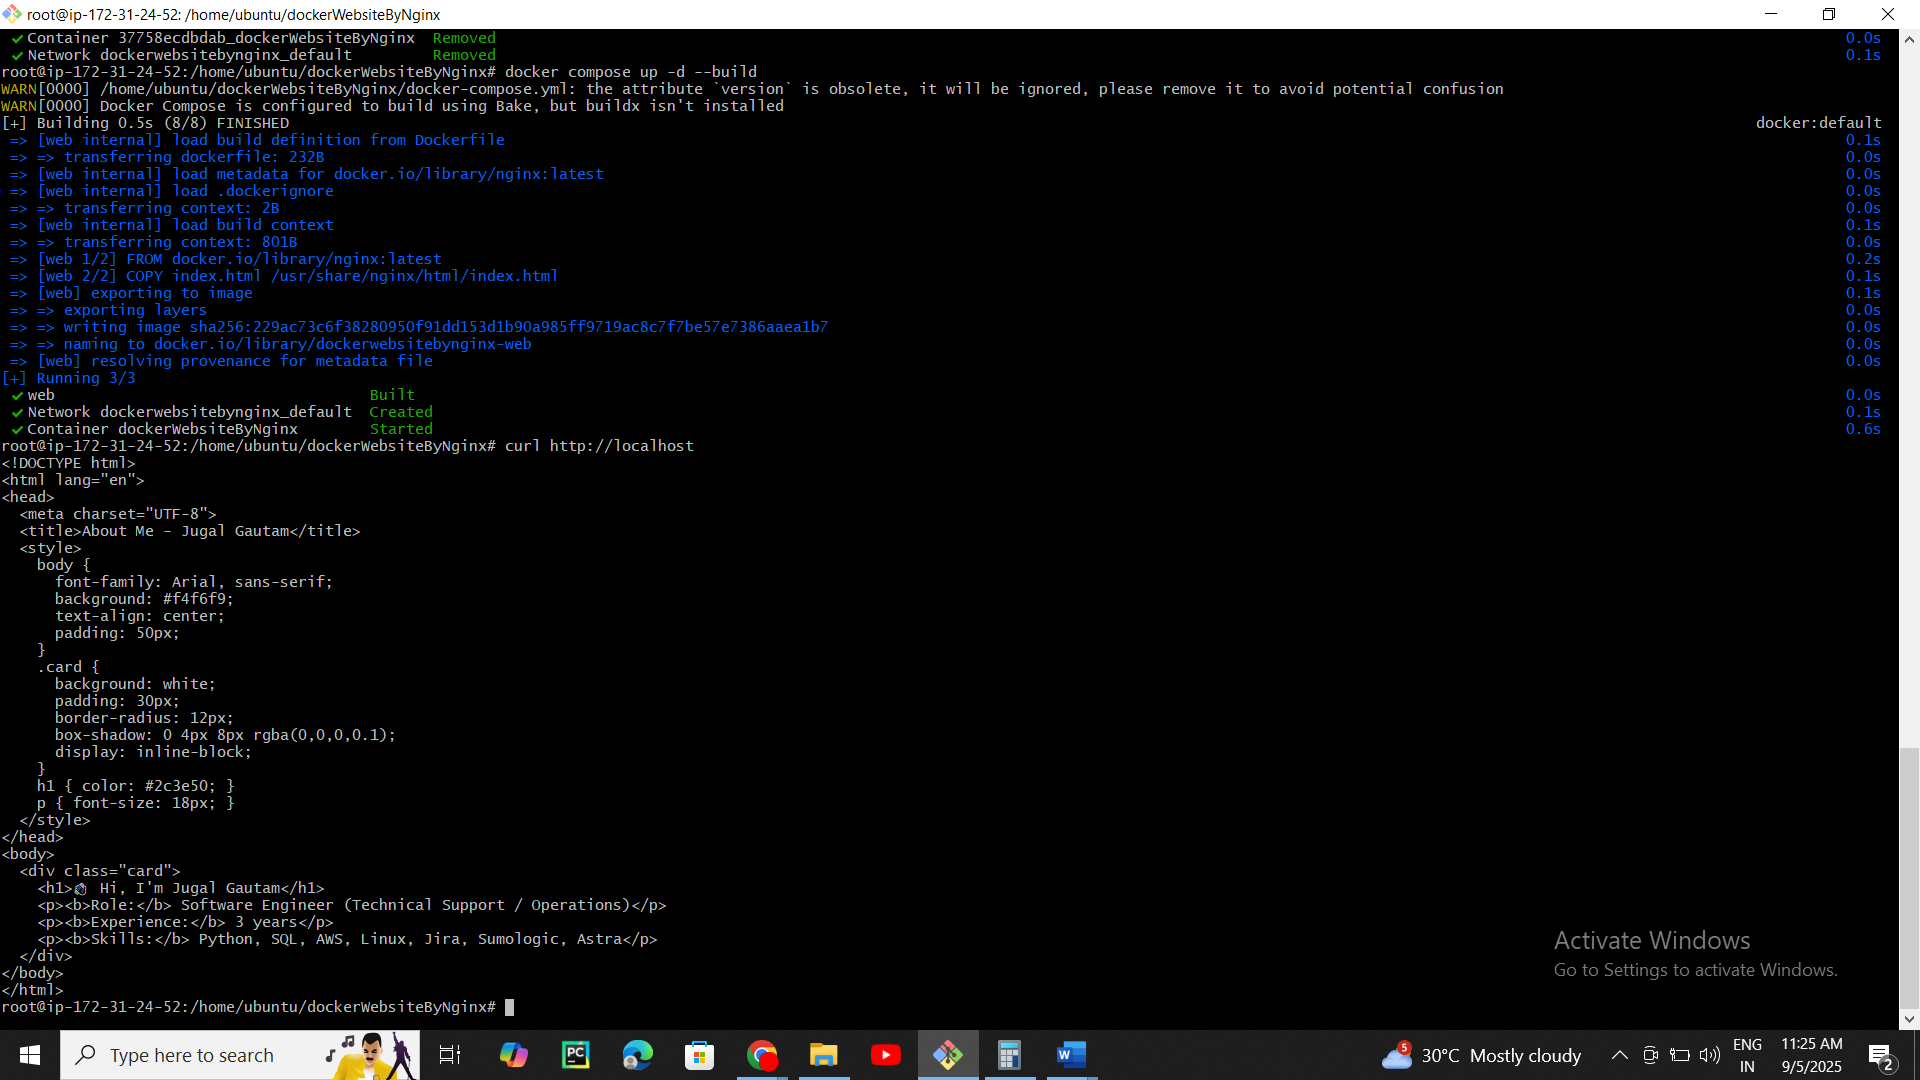 root@ip-172-31-24-52: /home/ubuntu/dockerWebsiteByNginx
✔ Container 37758ecdbdab_dockerWebsiteByNginx  Removed 0.0s
✔ Network dockerwebsitebynginx_default  Removed 0.1s
root@ip-172-31-24-52:/home/ubuntu/dockerWebsiteByNginx# docker compose up -d --build
WARN[0000] /home/ubuntu/dockerWebsiteByNginx/docker-compose.yml: the attribute `version` is obsolete, it will be ignored, please remove it to avoid potential confusion
WARN[0000] Docker Compose is configured to build using Bake, but buildx isn't installed
[+] Building 0.5s (8/8) FINISHED docker:default
=> [web internal] load build definition from Dockerfile 0.1s
=> => transferring dockerfile: 232B 0.0s
=> [web internal] load metadata for docker.io/library/nginx:latest 0.0s
=> [web internal] load .dockerignore 0.0s
=> => transferring context: 2B 0.0s
=> [web internal] load build context 0.1s
=> => transferring context: 801B 0.0s
=> [web 1/2] FROM docker.io/library/nginx:latest 0.2s
=> [web 2/2] COPY index.html /usr/share/nginx/html/index.html 0.1s
=> [web] exporting to image 0.1s
=> => exporting layers 0.0s
=> => writing image sha256:229ac73c6f38280950f91dd153d1b90a985ff9719ac8c7f7be57e7386aaea1b7 0.0s
=> => naming to docker.io/library/dockerwebsitebynginx-web 0.0s
=> [web] resolving provenance for metadata file 0.0s
[+] Running 3/3
✔ web Built 0.0s
✔ Network dockerwebsitebynginx_default  Created 0.1s
✔ Container dockerWebsiteByNginx Started 0.6s
root@ip-172-31-24-52:/home/ubuntu/dockerWebsiteByNginx# curl http://localhost
<!DOCTYPE html>
<html lang="en">
<head>
  <meta charset="UTF-8">
  <title>About Me - Jugal Gautam</title>
  <style>
    body {
      font-family: Arial, sans-serif;
      background: #f4f6f9;
      text-align: center;
      padding: 50px;
    }
    .card {
      background: white;
      padding: 30px;
      border-radius: 12px;
      box-shadow: 0 4px 8px rgba(0,0,0,0.1);
      display: inline-block;
    }
    h1 { color: #2c3e50; }
    p { font-size: 18px; }
  </style>
</head>
<body>
  <div class="card">
    <h1>👋 Hi, I'm Jugal Gautam</h1>
    <p><b>Role:</b> Software Engineer (Technical Support / Operations)</p>
    <p><b>Experience:</b> 3 years</p>
    <p><b>Skills:</b> Python, SQL, AWS, Linux, Jira, Sumologic, Astra</p>
  </div>
</body>
</html>
root@ip-172-31-24-52:/home/ubuntu/dockerWebsiteByNginx#
Activate Windows
Go to Settings to activate Windows.
Type here to search
PC
W
5
30°C Mostly cloudy
ENG
IN
11:25 AM
9/5/2025
2